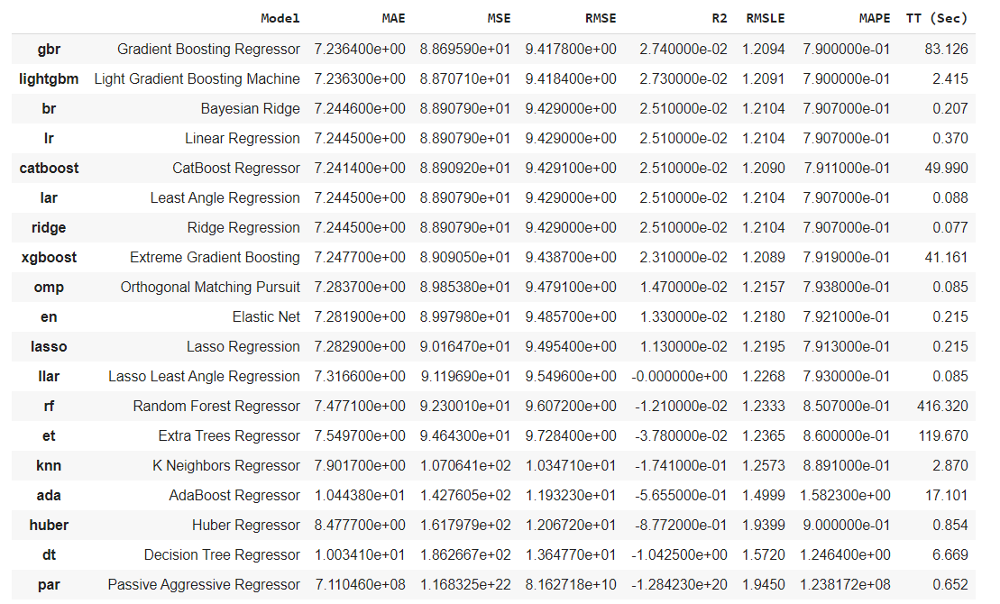 Model MAE MSE RMSE R2 RMSLE MAPE TT (Sec)
gbr Gradient Boosting Regressor 7.236400e+00 8.869590e+01 9.417800e+00 2.740000e-02 1.2094 7.900000e-01 83.126
lightgbm Light Gradient Boosting Machine 7.236300e+00 8.870710e+01 9.418400e+00 2.730000e-02 1.2091 7.900000e-01 2.415
br Bayesian Ridge 7.244600e+00 8.890790e+01 9.429000e+00 2.510000e-02 1.2104 7.907000e-01 0.207
lr Linear Regression 7.244500e+00 8.890790e+01 9.429000e+00 2.510000e-02 1.2104 7.907000e-01 0.370
catboost CatBoost Regressor 7.241400e+00 8.890920e+01 9.429100e+00 2.510000e-02 1.2090 7.911000e-01 49.990
lar Least Angle Regression 7.244500e+00 8.890790e+01 9.429000e+00 2.510000e-02 1.2104 7.907000e-01 0.088
ridge Ridge Regression 7.244500e+00 8.890790e+01 9.429000e+00 2.510000e-02 1.2104 7.907000e-01 0.077
xgboost Extreme Gradient Boosting 7.247700e+00 8.909050e+01 9.438700e+00 2.310000e-02 1.2089 7.919000e-01 41.161
omp Orthogonal Matching Pursuit 7.283700e+00 8.985380e+01 9.479100e+00 1.470000e-02 1.2157 7.938000e-01 0.085
en Elastic Net 7.281900e+00 8.997980e+01 9.485700e+00 1.330000e-02 1.2180 7.921000e-01 0.215
lasso Lasso Regression 7.282900e+00 9.016470e+01 9.495400e+00 1.130000e-02 1.2195 7.913000e-01 0.215
llar Lasso Least Angle Regression 7.316600e+00 9.119690e+01 9.549600e+00 -0.000000e+00 1.2268 7.930000e-01 0.085
rf Random Forest Regressor 7.477100e+00 9.230010e+01 9.607200e+00 -1.210000e-02 1.2333 8.507000e-01 416.320
et Extra Trees Regressor 7.549700e+00 9.464300e+01 9.728400e+00 -3.780000e-02 1.2365 8.600000e-01 119.670
knn K Neighbors Regressor 7.901700e+00 1.070641e+02 1.034710e+01 -1.741000e-01 1.2573 8.891000e-01 2.870
ada AdaBoost Regressor 1.044380e+01 1.427605e+02 1.193230e+01 -5.655000e-01 1.4999 1.582300e+00 17.101
huber Huber Regressor 8.477700e+00 1.617979e+02 1.206720e+01 -8.772000e-01 1.9399 9.000000e-01 0.854
dt Decision Tree Regressor 1.003410e+01 1.862667e+02 1.364770e+01 -1.042500e+00 1.5720 1.246400e+00 6.669
par Passive Aggressive Regressor 7.110460e+08 1.168325e+22 8.162718e+10 -1.284230e+20 1.9450 1.238172e+08 0.652